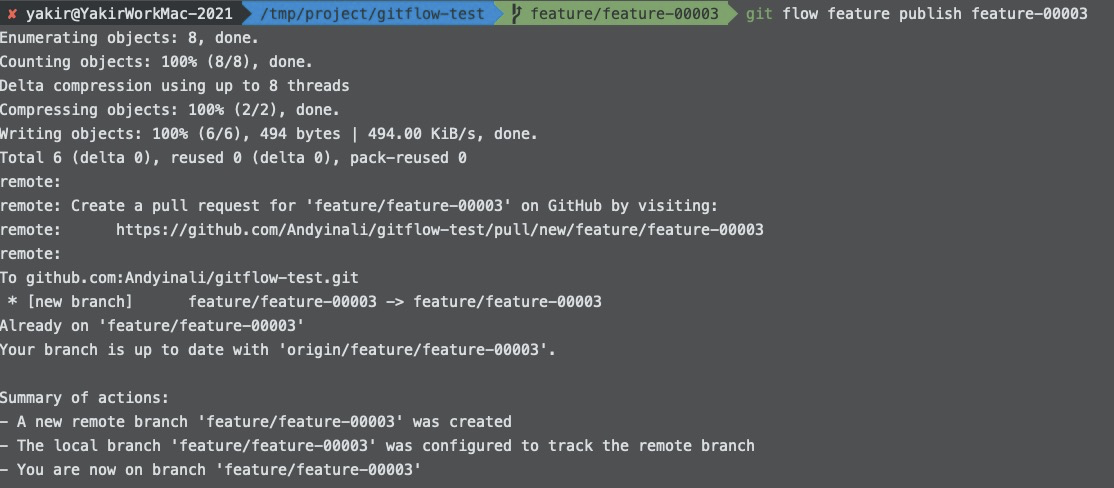 ✘ yakir@YakirWorkMac-2021 /tmp/project/gitflow-test feature/feature-00003 git flow feature publish feature-00003
Enumerating objects: 8, done.
Counting objects: 100% (8/8), done.
Delta compression using up to 8 threads
Compressing objects: 100% (2/2), done.
Writing objects: 100% (6/6), 494 bytes | 494.00 KiB/s, done.
Total 6 (delta 0), reused 0 (delta 0), pack-reused 0
remote:
remote: Create a pull request for 'feature/feature-00003' on GitHub by visiting:
remote:      https://github.com/Andyinali/gitflow-test/pull/new/feature/feature-00003
remote:
To github.com:Andyinali/gitflow-test.git
 * [new branch]      feature/feature-00003 -> feature/feature-00003
Already on 'feature/feature-00003'
Your branch is up to date with 'origin/feature/feature-00003'.

Summary of actions:
- A new remote branch 'feature/feature-00003' was created
- The local branch 'feature/feature-00003' was configured to track the remote branch
- You are now on branch 'feature/feature-00003'